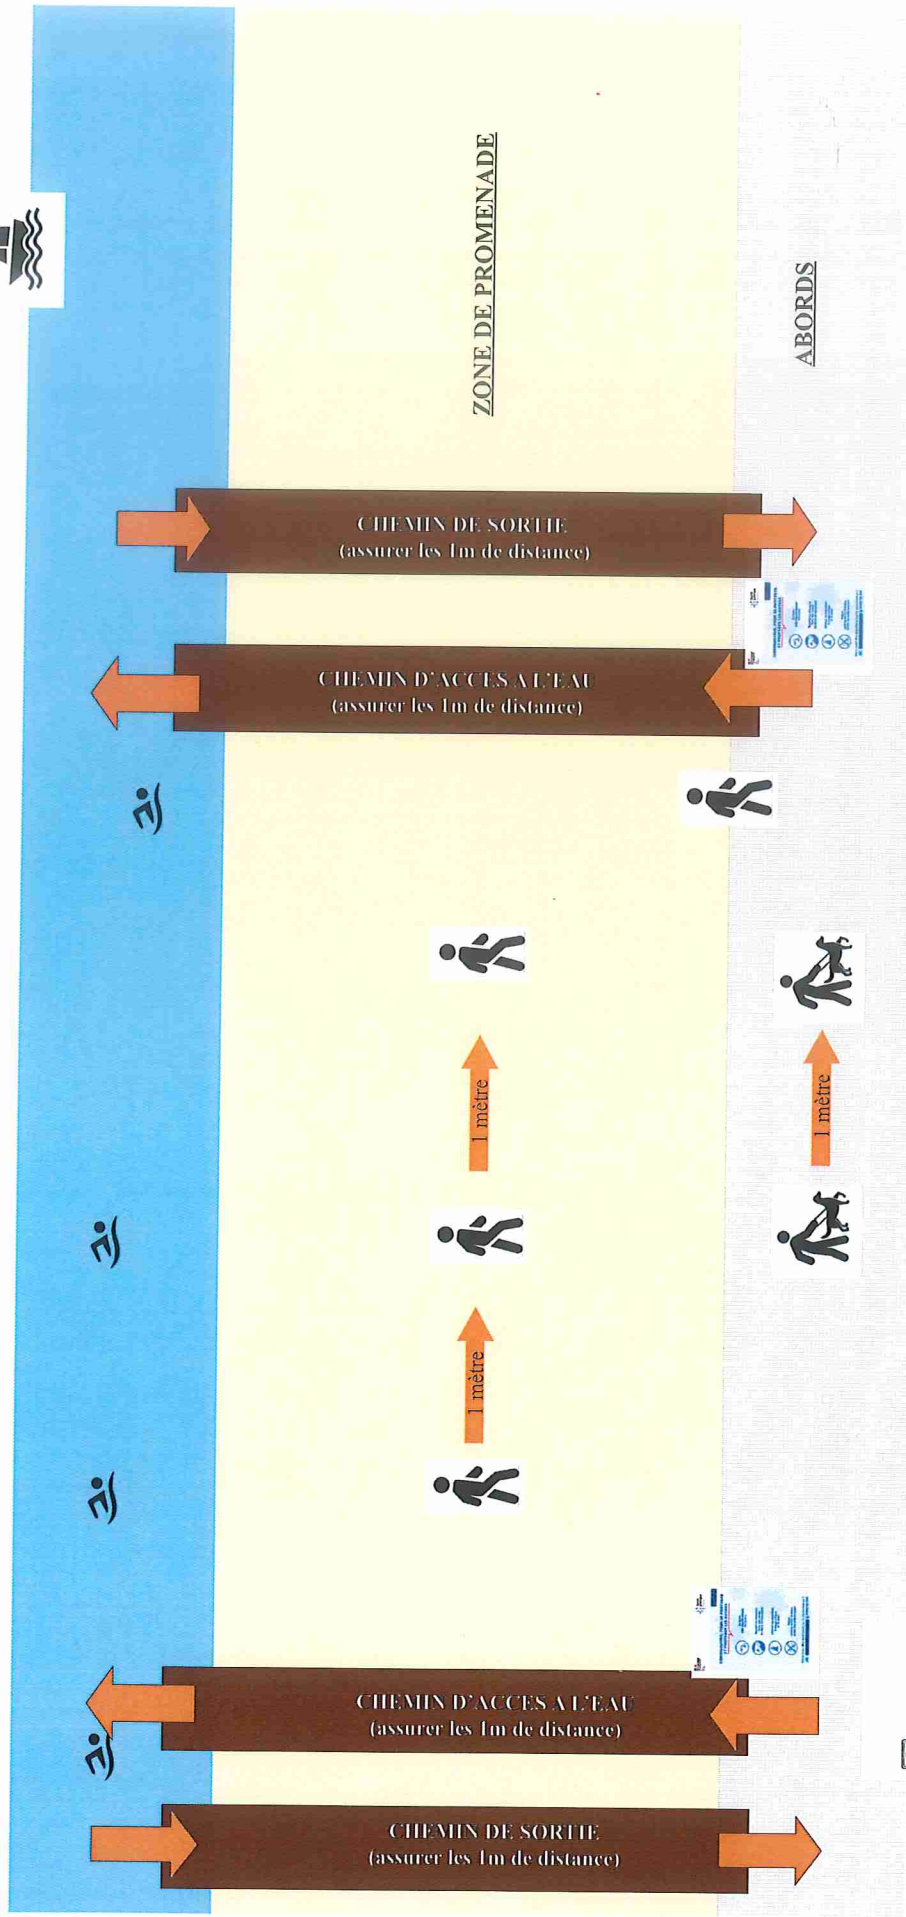 CHEMIN DE SORTIE
(assurer les 1m de distance)
CHEMIN D'ACCES A L'EAU
(assurer les 1m de distance)
ZONE DE PROMENADE
ABORDS
1 mètre
1 mètre
1 mètre
CHEMIN D'ACCES A L'EAU
(assurer les 1m de distance)
CHEMIN DE SORTIE
(assurer les 1m de distance)